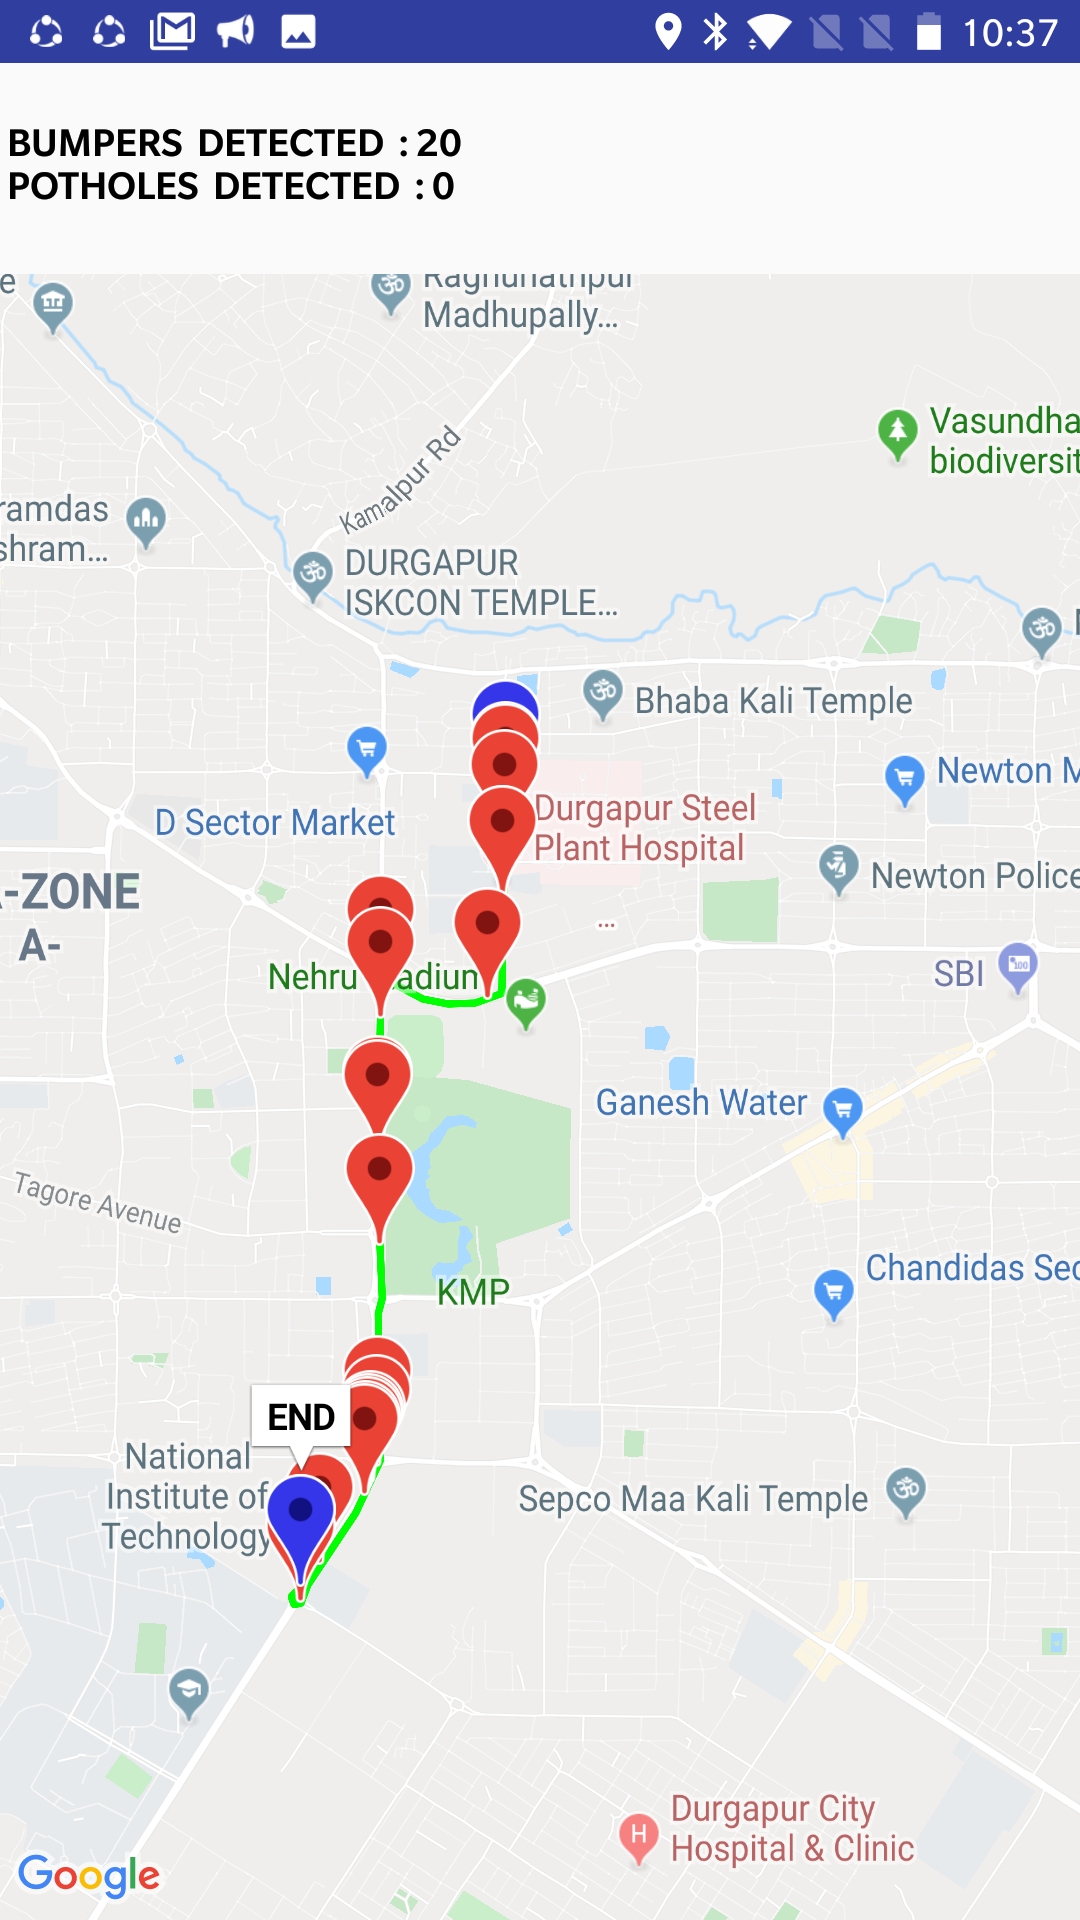 10:37
BUMPERS DETECTED : 20
POTHOLES DETECTED : 0
e
Raghunathpur
Madhupally...
Vasundha
biodiversit
Kamalpur Rd
ramdas
shram...
DURGAPUR
ISKCON TEMPLE...
Bhaba Kali Temple
Newton M
D Sector Market
Durgapur Steel
Plant Hospital
Newton Police
-ZONE
A-
...
Nehru adium
SBI
100
Ganesh Water
Tagore Avenue
Chandidas Sec
KMP
END
National
Institute of
Technology
Sepco Maa Kali Temple
Durgapur City
Hospital & Clinic
H
Google